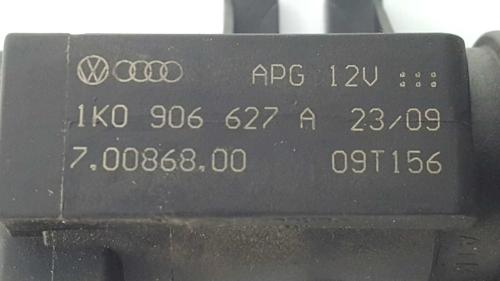 APG 12V
1K0 906 627 A 23/09
7.00868.00 09T156